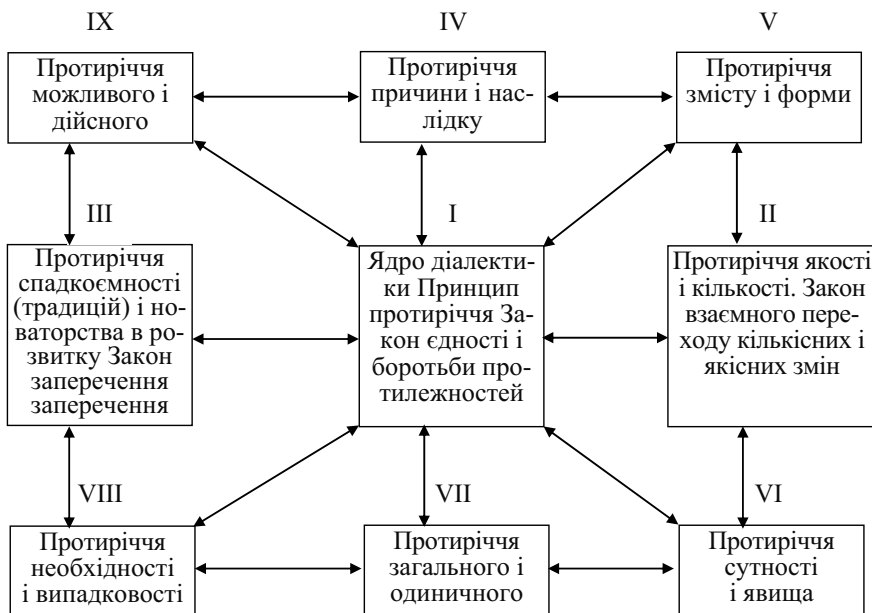 IX
IV
V
Протиріччя
можливого і
дійсного
Протиріччя
причини і нас-
лідку
Протиріччя
змісту і форми
III
I
II
Протиріччя
спадкоємності
(традицій) і но-
ваторства в ро-
звитку Закон
заперечення
заперечення
Ядро діалекти-
ки Принцип
протиріччя За-
кон єдності і
боротьби про-
тилежностей
Протиріччя якості
і кількості. Закон
взаємного пере-
ходу кількісних і
якісних змін
VIII
VII
VI
Протиріччя
необхідності
і випадковості
Протиріччя
загального і
одиничного
Протиріччя
сутності
і явища